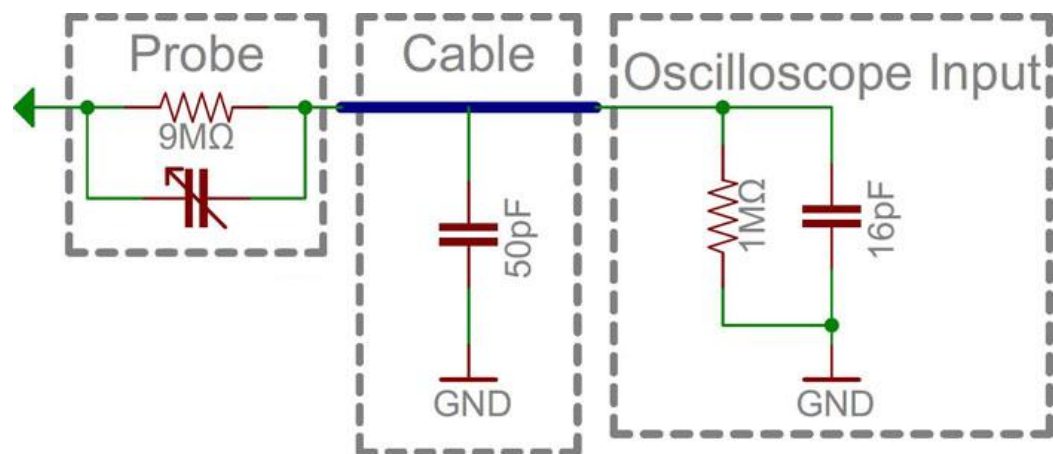 Probe
Cable
Oscilloscope Input
9MΩ
50pF
1MΩ
16pF
GND
GND